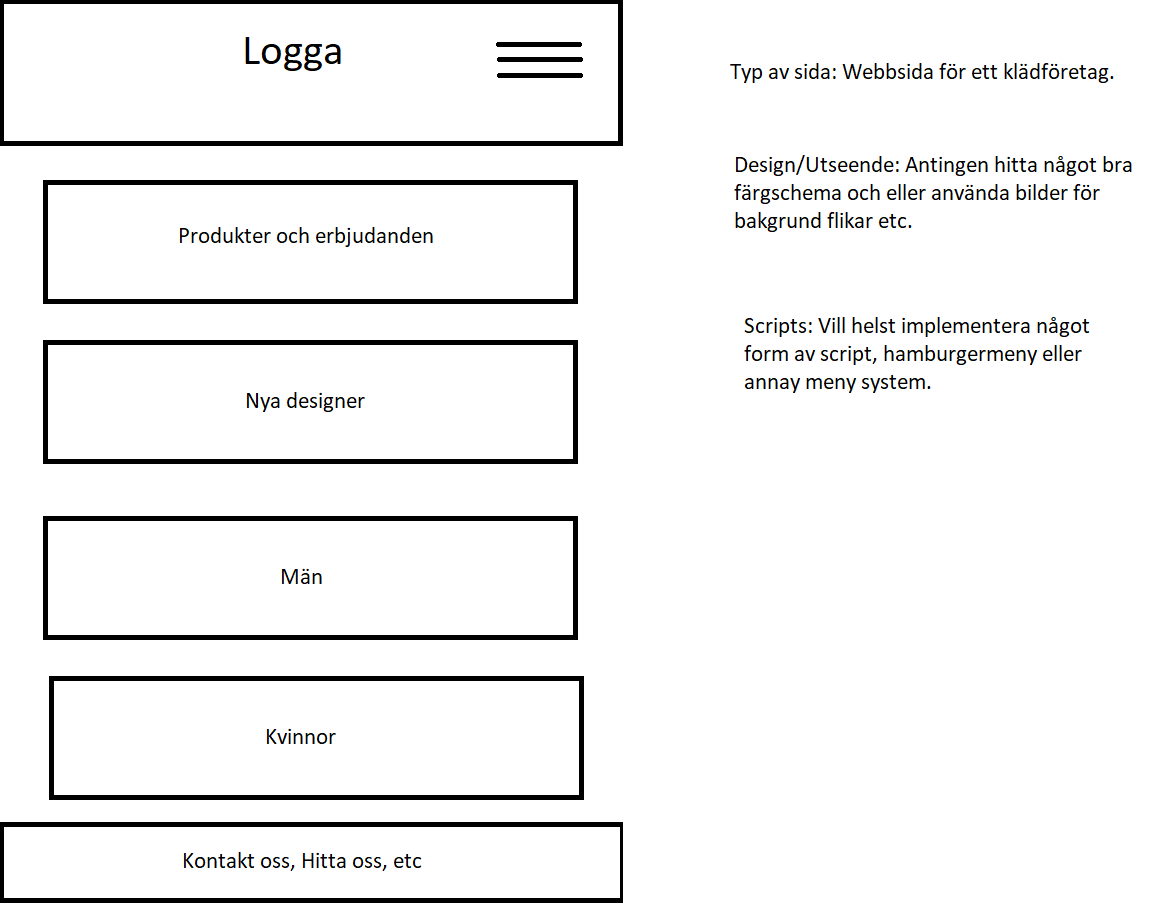 Logga
Produkter och erbjudanden
Nya designer
Män
Kvinnor
Kontakt oss, Hitta oss, etc
Typ av sida: Webbsida för ett klädföretag.
Design/Utseende: Antingen hitta något bra
färgschema och eller använda bilder för
bakgrund flikar etc.
Scripts: Vill helst implementera något
form av script, hamburgermeny eller
annay meny system.